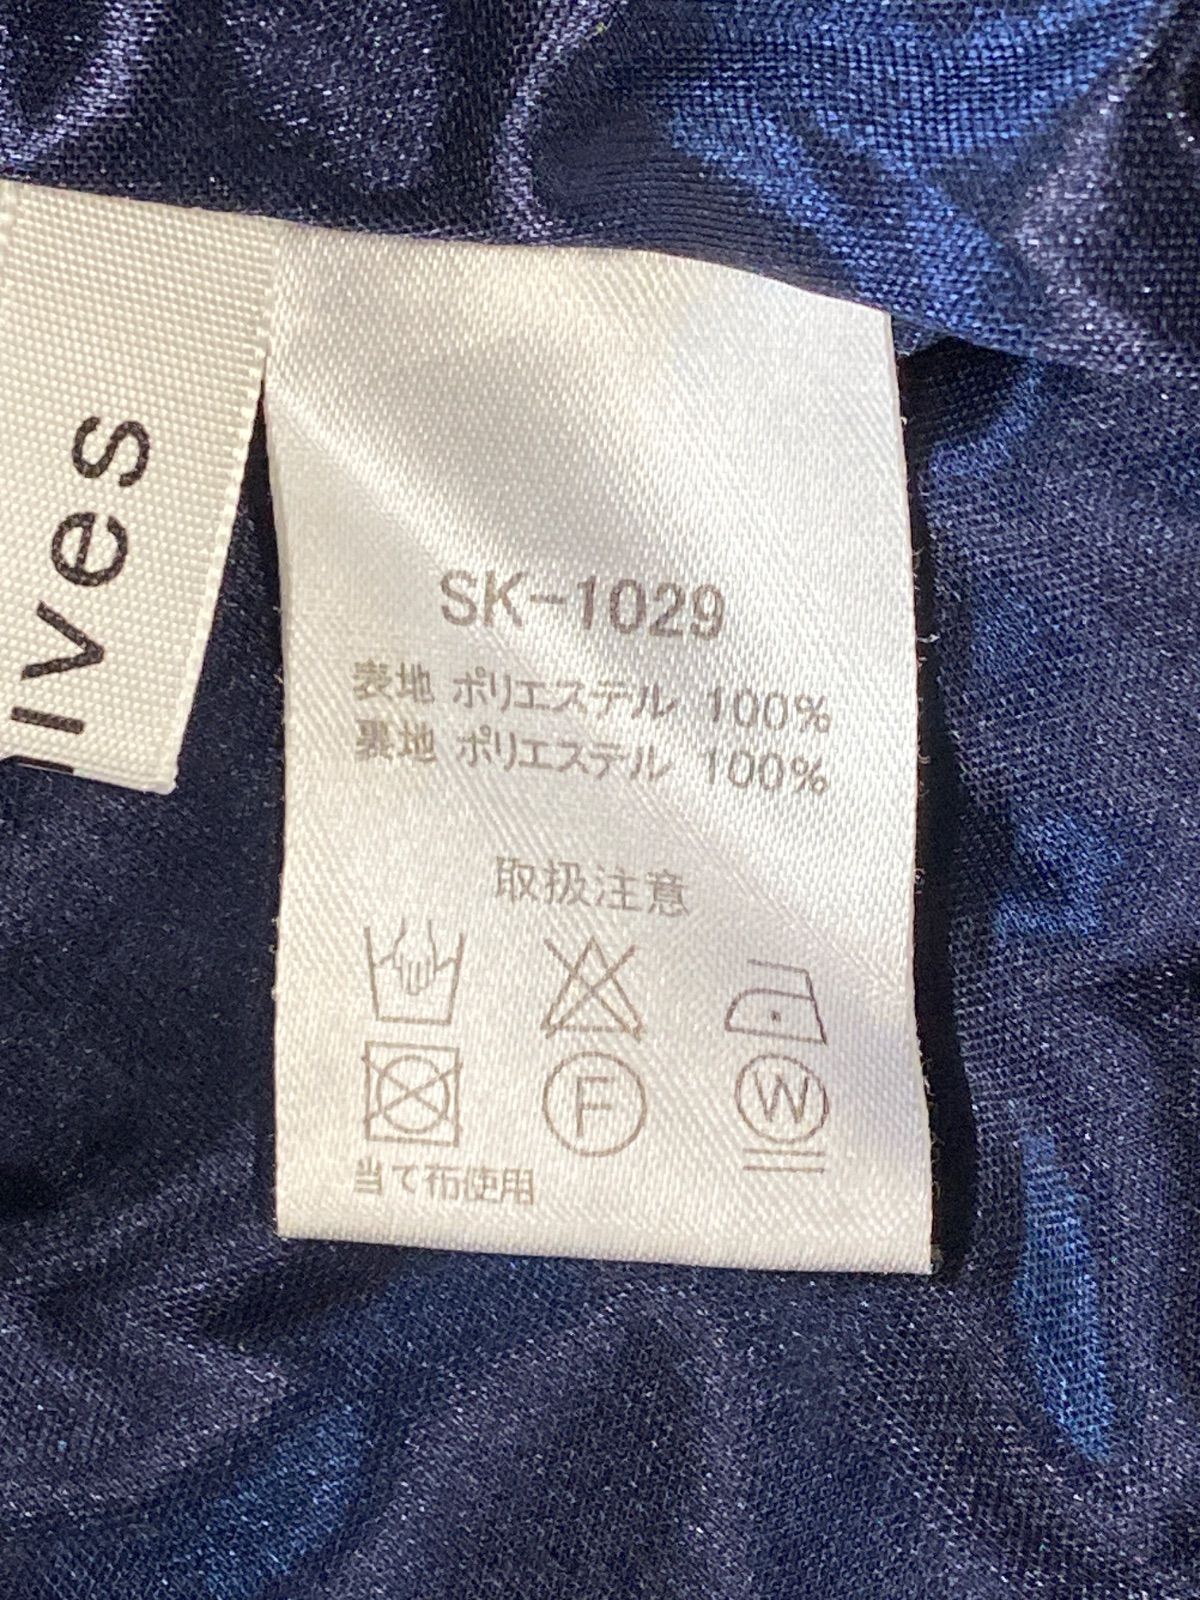 SK-1029
表地 ポリエステル 100%
裏地 ポリエステル 100%
取扱注意
F
W
当て布使用